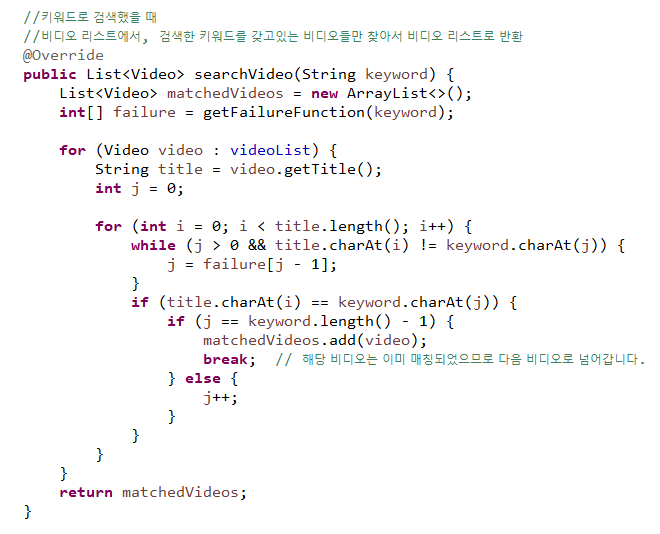 //키워드로 검색했을 때
//비디오 리스트에서, 검색한 키워드를 갖고있는 비디오들만 찾아서 비디오 리스트로 반환
@Override
public List<Video> searchVideo(String keyword) {
    List<Video> matchedVideos = new ArrayList<>();
    int[] failure = getFailureFunction(keyword);

    for (Video video : videoList) {
        String title = video.getTitle();
        int j = 0;

        for (int i = 0; i < title.length(); i++) {
            while (j > 0 && title.charAt(i) != keyword.charAt(j)) {
                j = failure[j - 1];
            }
            if (title.charAt(i) == keyword.charAt(j)) {
                if (j == keyword.length() - 1) {
                    matchedVideos.add(video);
                    break;  // 해당 비디오는 이미 매칭되었으므로 다음 비디오로 넘어갑니다.
                } else {
                    j++;
                }
            }
        }
    }
    return matchedVideos;
}